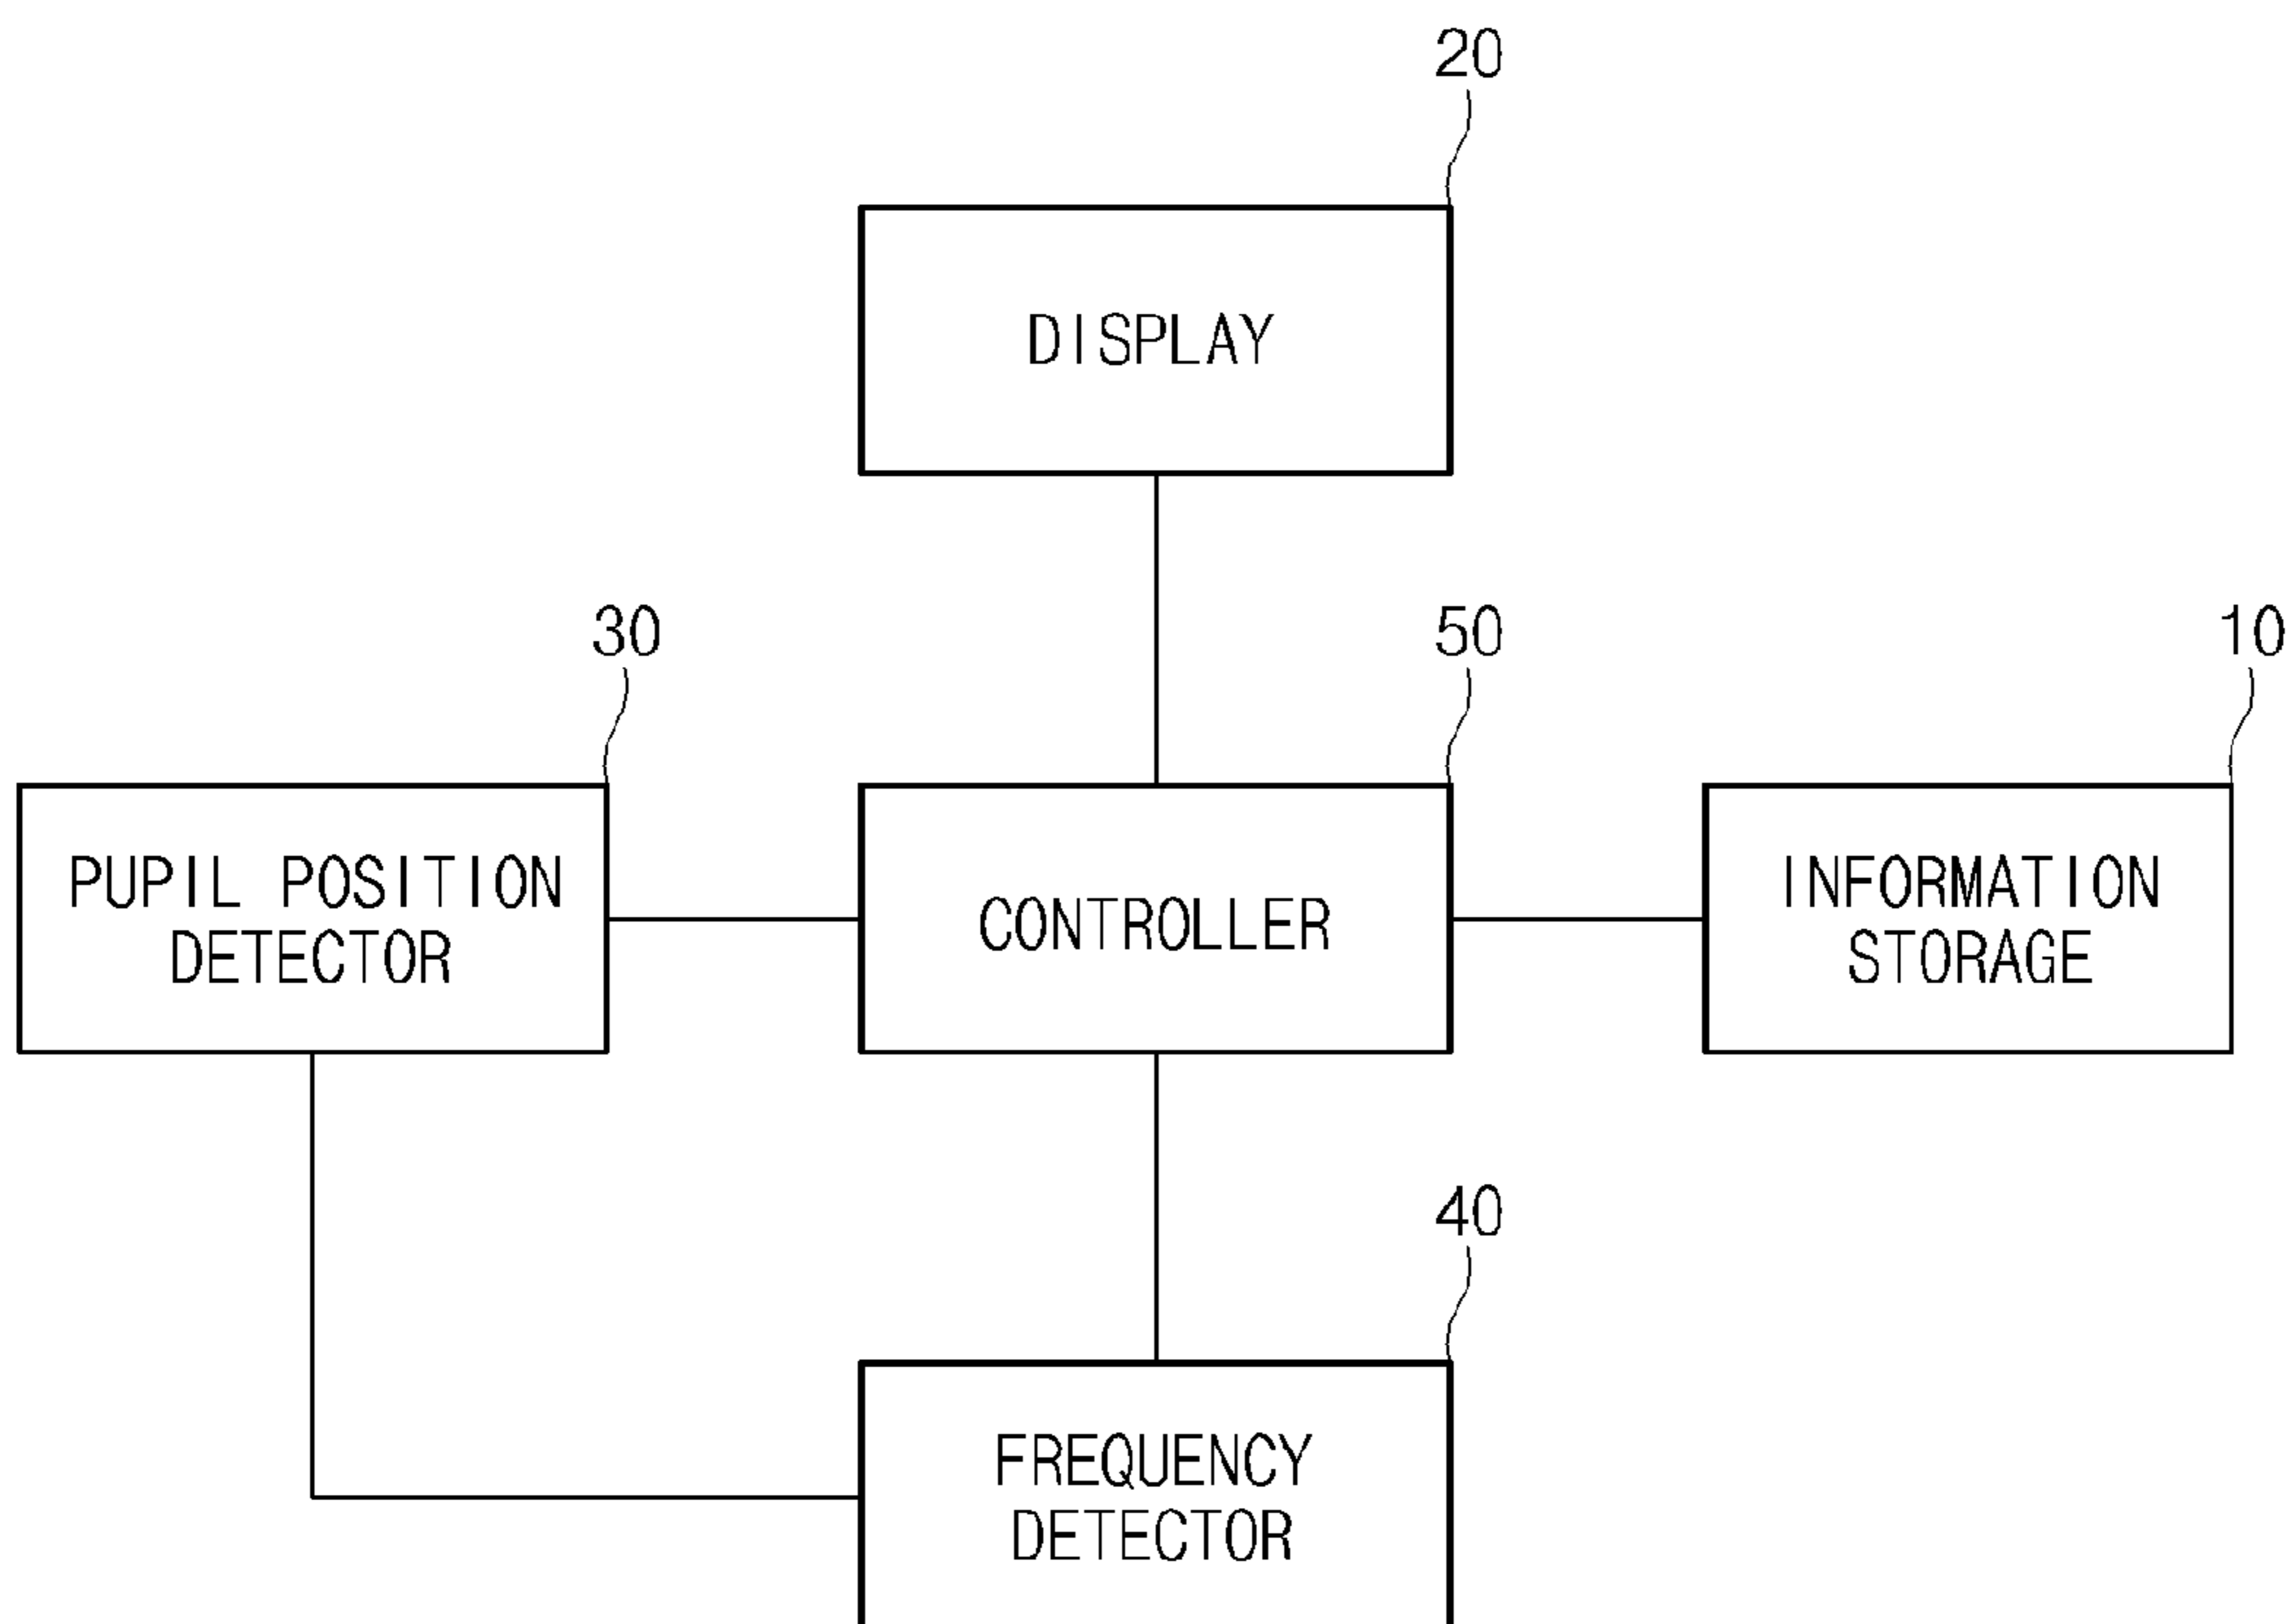 20
DISPLAY
30
50
10
PUPIL POSITION
DETECTOR
CONTROLLER
INFORMATION
STORAGE
40
FREQUENCY
DETECTOR